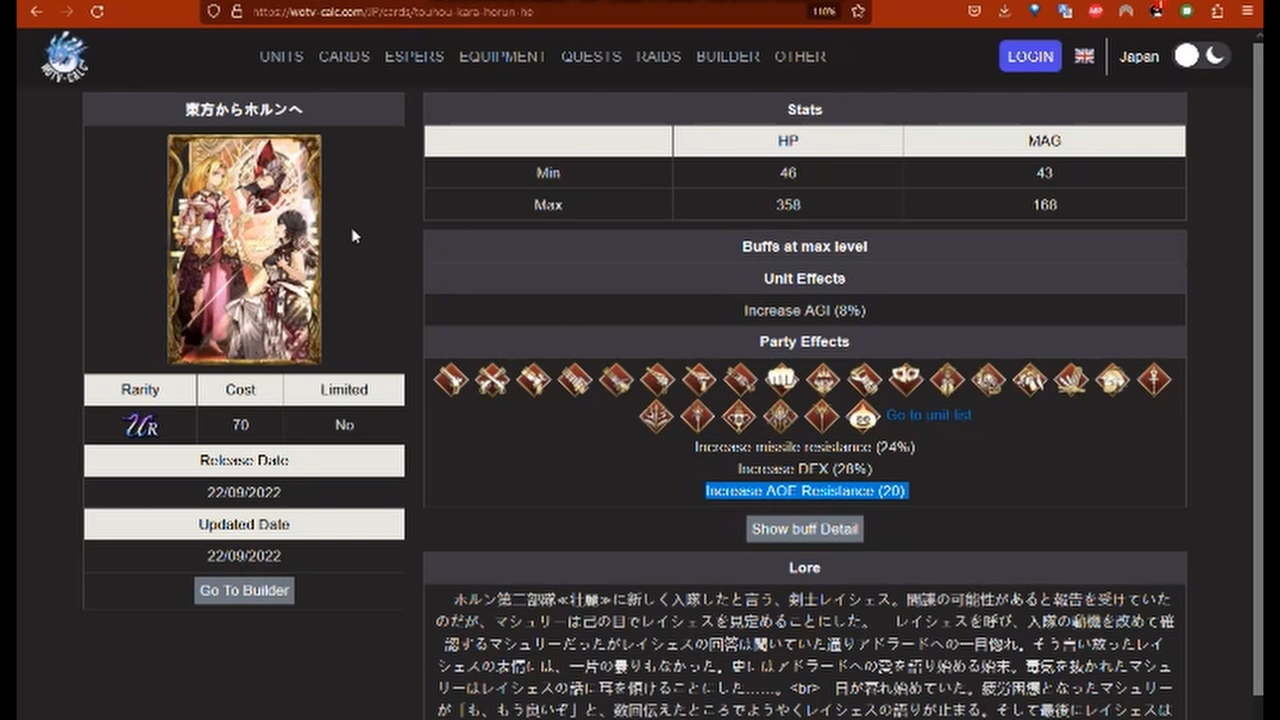 https://wotv-calc.com/JP/cards/touhou-kara-horun-he
110%
WOTV-CALC
UNITS CARDS ESPERS EQUIPMENT QUESTS RAIDS BUILDER OTHER
LOGIN
Japan
東方からホルンへ
Rarity Cost Limited
UR 70 No
Release Date
22/09/2022
Updated Date
22/09/2022
Go To Builder
Stats
HP MAG
Min 46 43
Max 358 168
Buffs at max level
Unit Effects
Increase AGI (8%)
Party Effects
Go to unit list
Increase missile resistance (24%)
Increase DEX (28%)
Increase AOE Resistance (20)
Show buff Detail
Lore
ホルン第二部隊≪壮麗≫に新しく入隊したと言う、剣士レイシェス。間諜の可能性があると報告を受けていた
のだが、マシュリーは己の目でレイシェスを見定めることにした。 レイシェスを呼び、入隊の動機を改めて確
認するマシュリーだったがレイシェスの回答は聞いていた通りアドラードへの一目惚れ。そう言い放ったレイ
シェスの表情には、一片の曇りもなかった。更にはアドラードへの愛を語り始める始末。毒気を抜かれたマシュ
リーはレイシェスの話に耳を傾けることにした……。<br> 日が暮れ始めていた。疲労困憊となったマシュリー
が「も、もう良いぞ」と、数回伝えたところでようやくレイシェスの語りが止まる。そして最後にレイシェスは